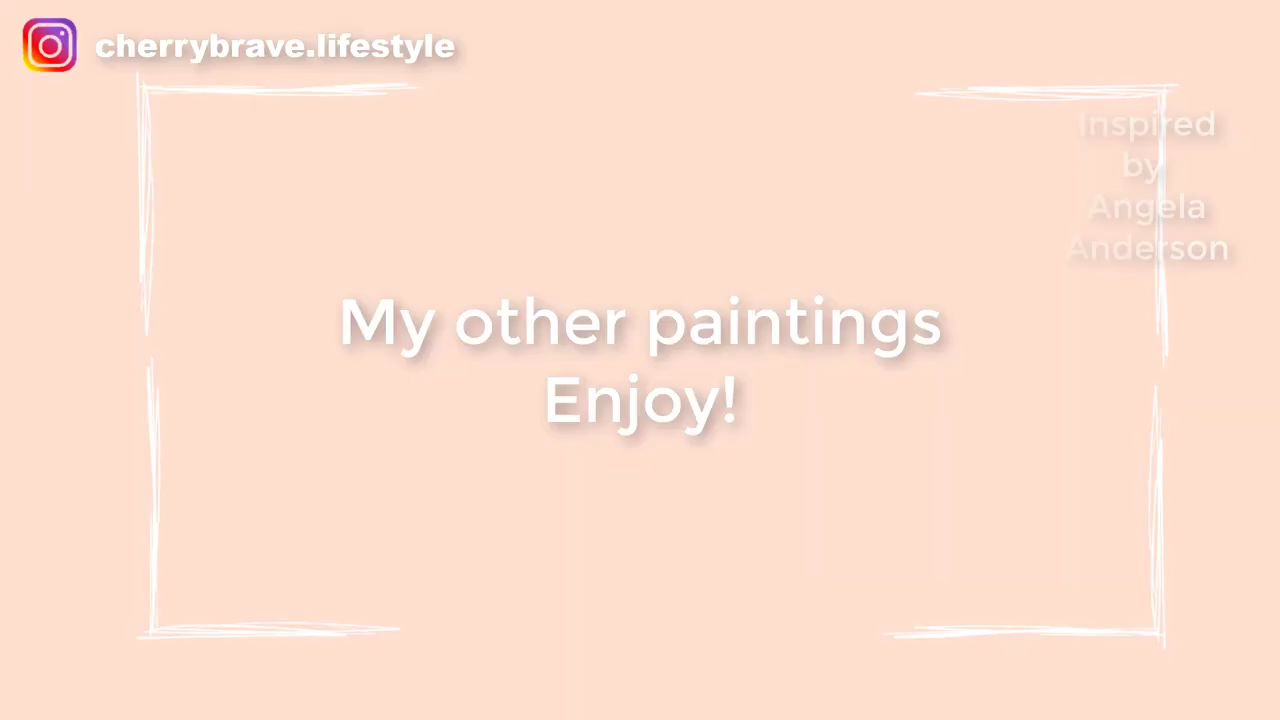 cherrybrave.lifestyle
Inspired
by
Angela
Anderson
My other paintings
Enjoy!